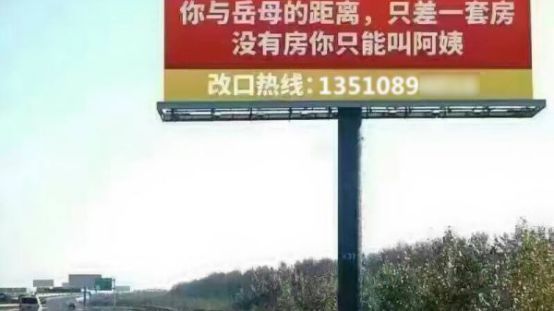 你与岳母的距离，只差一套房
没有房你只能叫阿姨
改口热线：1351089